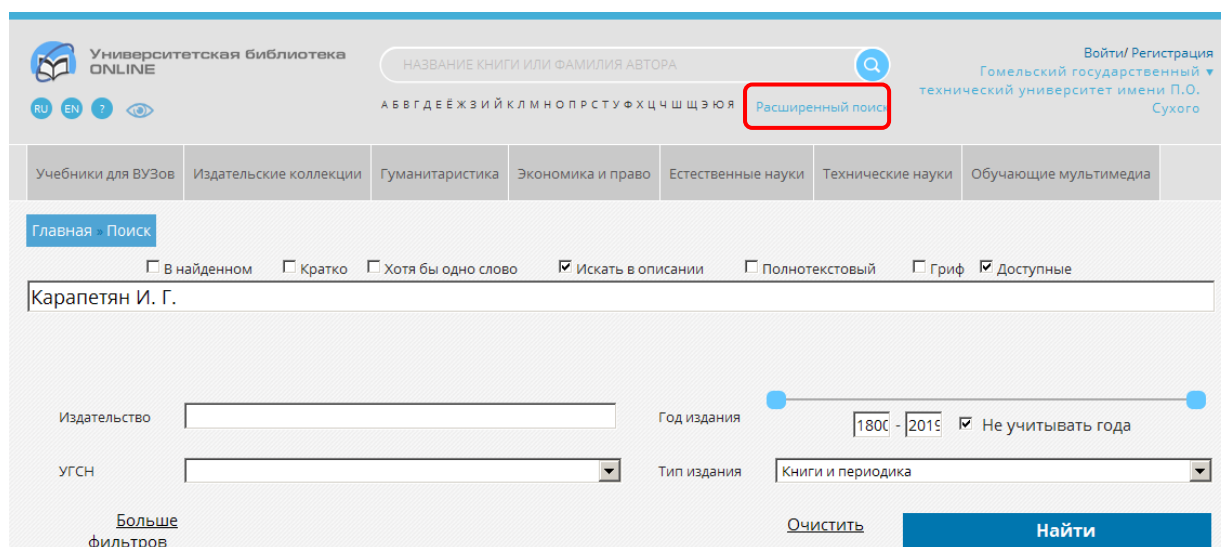 Университетская библиотека
ONLINE
НАЗВАНИЕ КНИГИ ИЛИ ФАМИЛИЯ АВТОРА
Войти/ Регистрация
Гомельский государственный ▼
технический университет имени П.О.
Сухого
RU EN ?
А Б В Г Д Е Ё Ж З И Й К Л М Н О П Р С Т У Ф Х Ц Ч Ш Щ Э Ю Я
Расширенный поиск
Учебники для ВУЗов Издательские коллекции Гуманитаристика Экономика и право Естественные науки Технические науки Обучающие мультимедиа
Главная » Поиск
В найденном Кратко Хотя бы одно слово Искать в описании Полнотекстовый Гриф Доступные
Карапетян И. Г.
Издательство Год издания 1800 - 2019 Не учитывать года
УГСН Тип издания Книги и периодика
Больше
фильтров
Очистить Найти